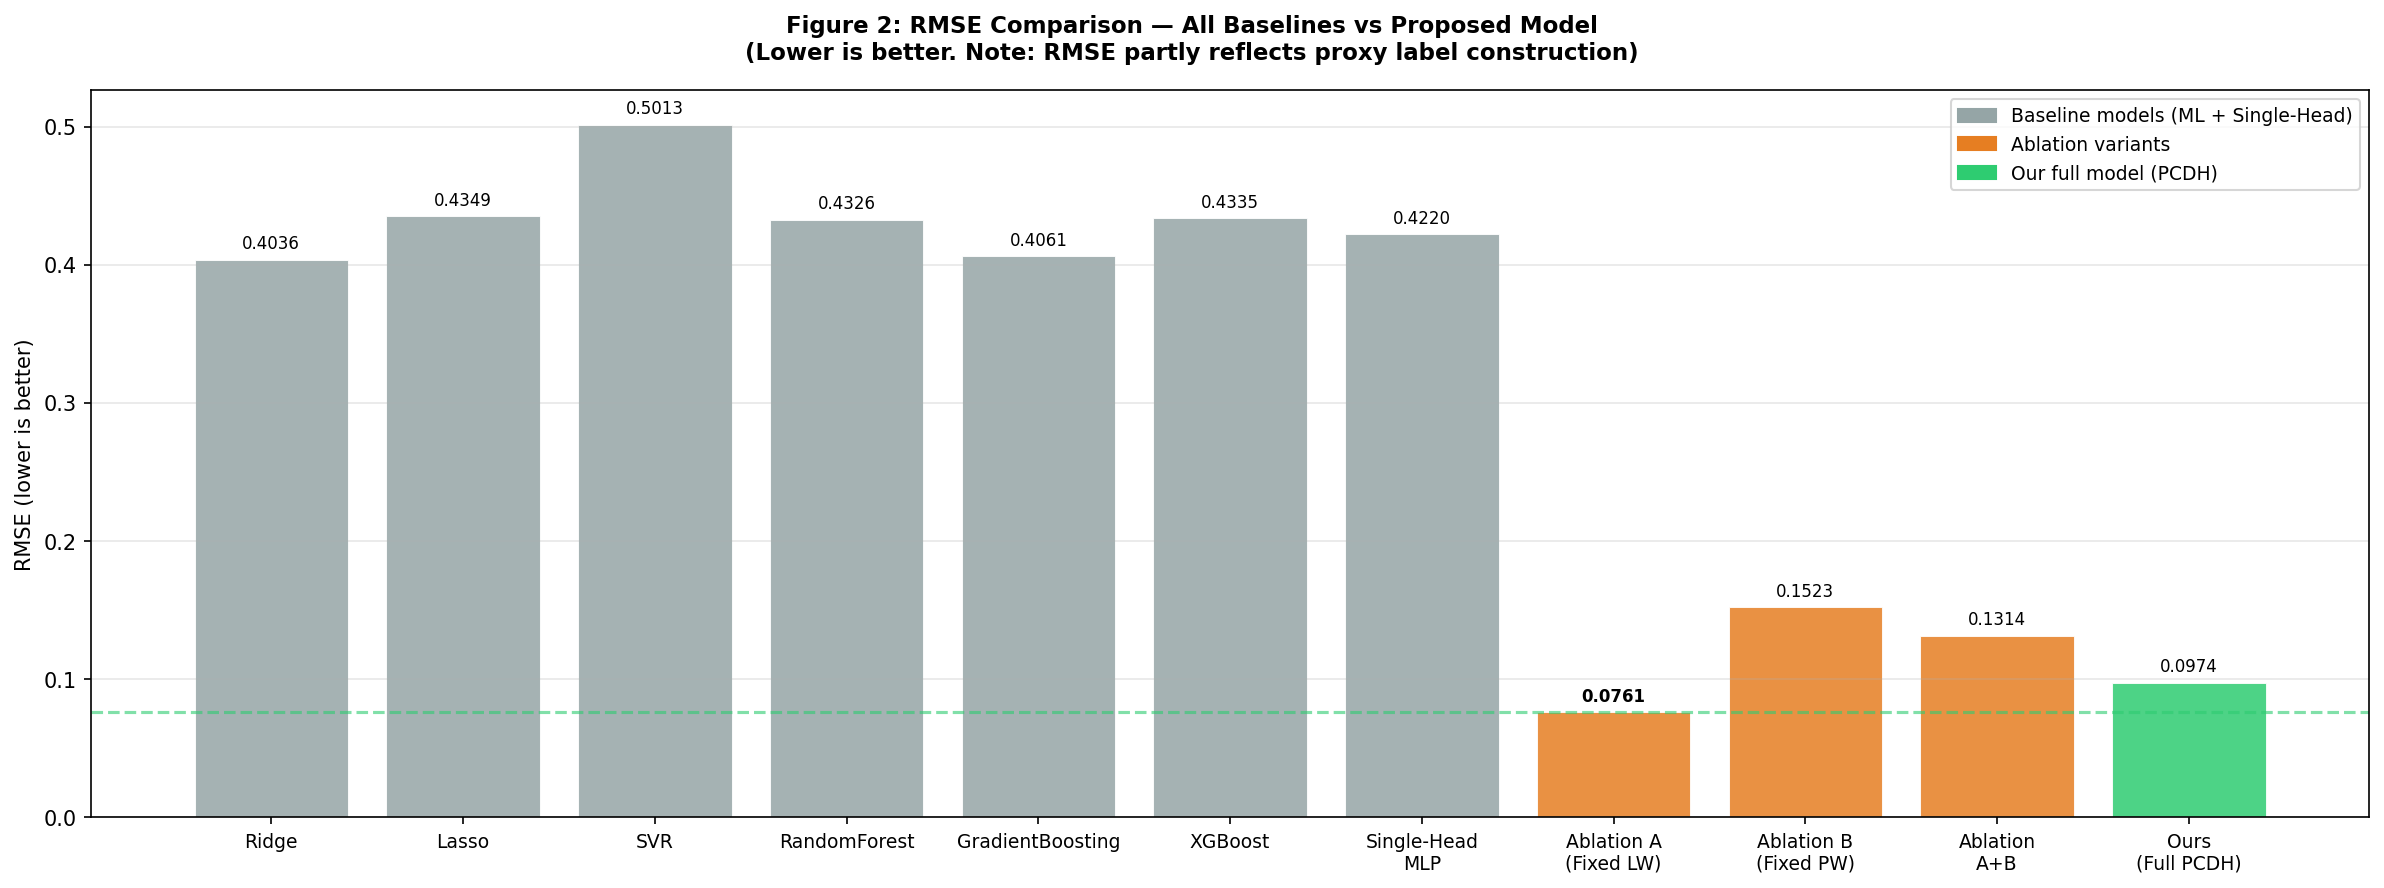 Figure 2: RMSE Comparison — All Baselines vs Proposed Model
(Lower is better. Note: RMSE partly reflects proxy label construction)
Baseline models (ML + Single-Head)
Ablation variants
Our full model (PCDH)
RMSE (lower is better)
0.5
0.4
0.3
0.2
0.1
0.0
0.4036
0.4349
0.5013
0.4326
0.4061
0.4335
0.4220
0.0761
0.1523
0.1314
0.0974
Ridge
Lasso
SVR
RandomForest
GradientBoosting
XGBoost
Single-Head
MLP
Ablation A
(Fixed LW)
Ablation B
(Fixed PW)
Ablation
A+B
Ours
(Full PCDH)